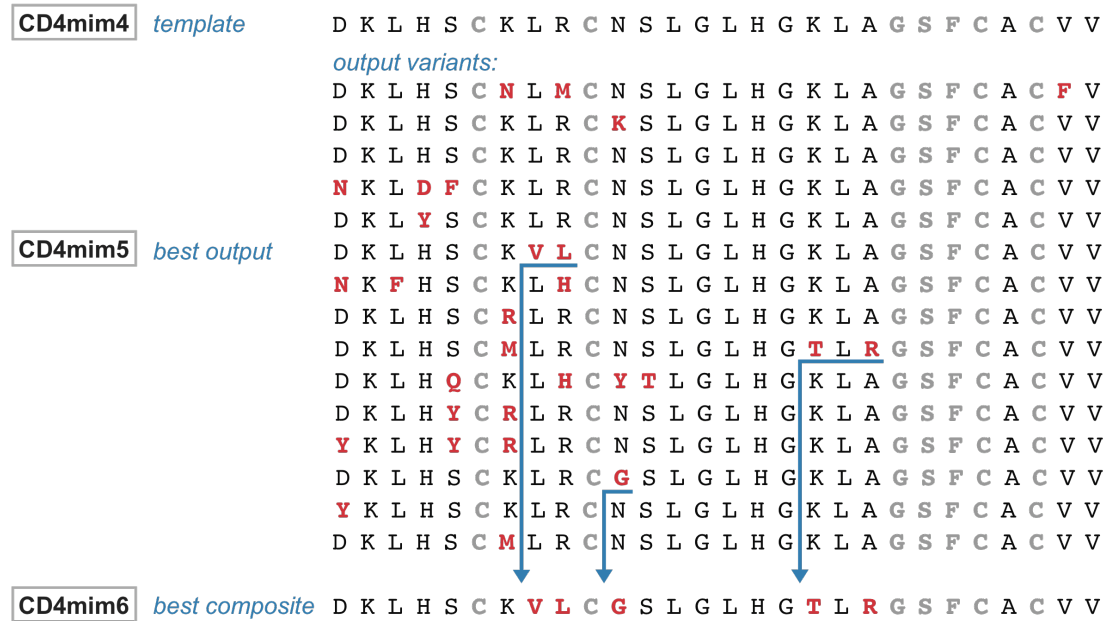 CD4mim4 template D K L H S C K L R C N S L G L H G K L A G S F C A C V V
output variants:
D K L H S C N L M C N S L G L H G K L A G S F C A C F V
D K L H S C K L R C K S L G L H G K L A G S F C A C V V
D K L H S C K L R C N S L G L H G K L A G S F C A C V V
N K L D F C K L R C N S L G L H G K L A G S F C A C V V
D K L Y S C K L R C N S L G L H G K L A G S F C A C V V
CD4mim5 best output D K L H S C K V L C N S L G L H G K L A G S F C A C V V
N K F H S C K L H C N S L G L H G K L A G S F C A C V V
D K L H S C R L R C N S L G L H G K L A G S F C A C V V
D K L H S C M L R C N S L G L H G T L R G S F C A C V V
D K L H Q C K L H C Y T L G L H G K L A G S F C A C V V
D K L H Y C R L R C N S L G L H G K L A G S F C A C V V
Y K L H Y C R L R C N S L G L H G K L A G S F C A C V V
D K L H S C K L R C G S L G L H G K L A G S F C A C V V
Y K L H S C K L R C N S L G L H G K L A G S F C A C V V
D K L H S C M L R C N S L G L H G K L A G S F C A C V V
CD4mim6 best composite D K L H S C K V L C G S L G L H G T L R G S F C A C V V